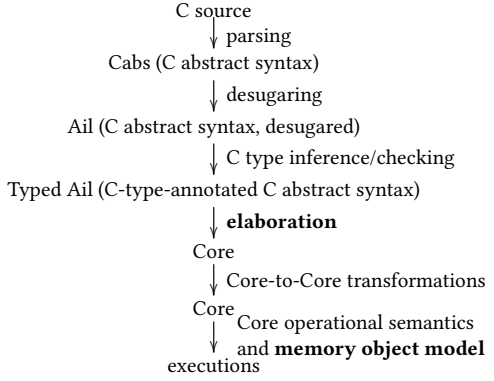 C source
parsing
Cabs (C abstract syntax)
desugaring
Ail (C abstract syntax, desugared)
C type inference/checking
Typed Ail (C-type-annotated C abstract syntax)
elaboration
Core
Core-to-Core transformations
Core
Core operational semantics
and memory object model
executions